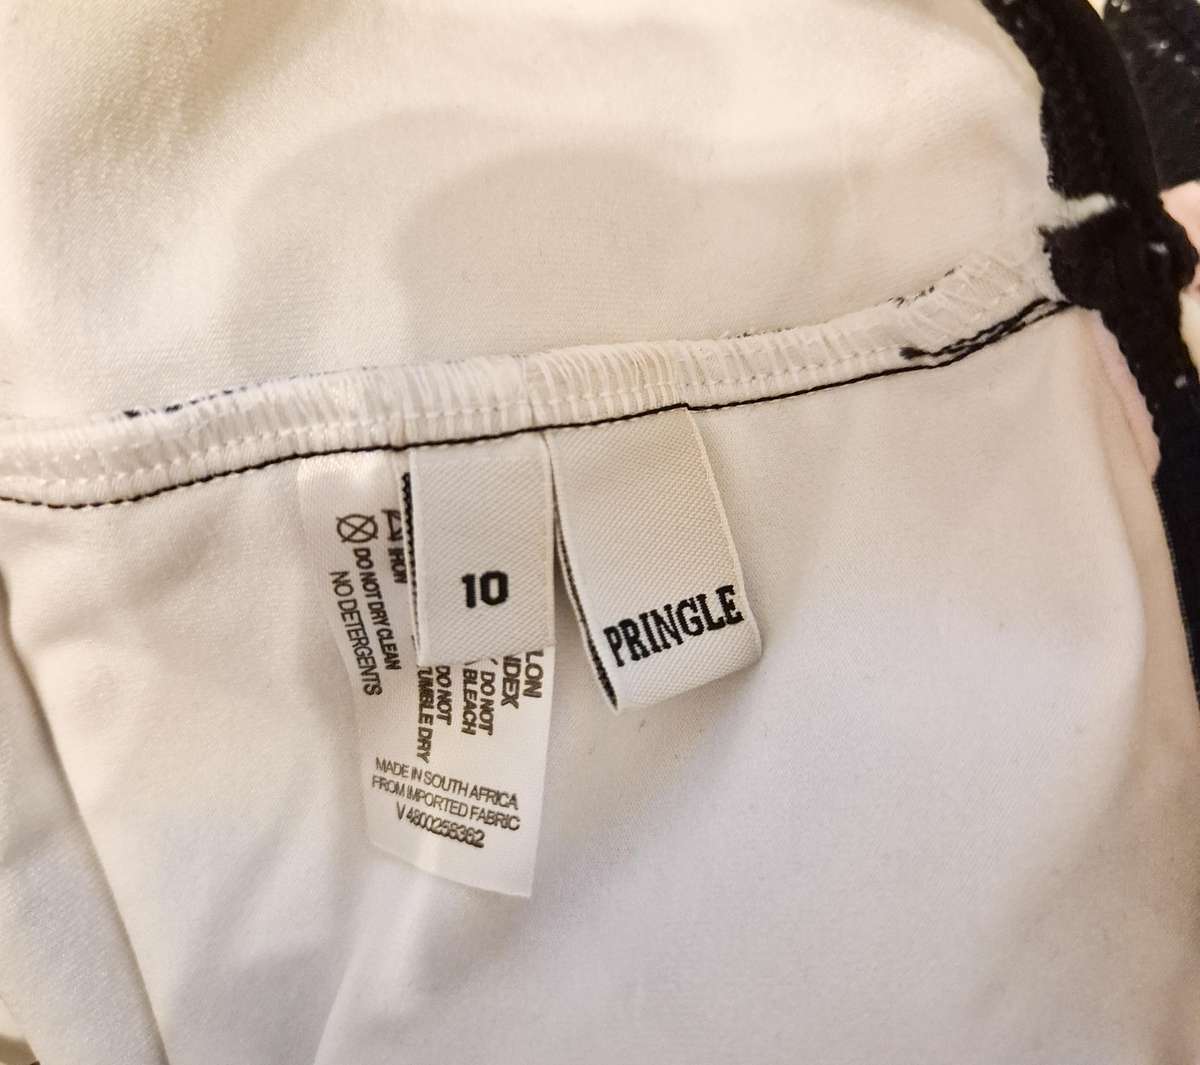 IRON
DO NOT DRY CLEAN
NO DETERGENTS
10
PRINGLE
LON
NDEX
DO NOT
BLEACH
DO NOT
TUMBLE DRY
MADE IN SOUTH AFRICA
FROM IMPORTED FABRIC